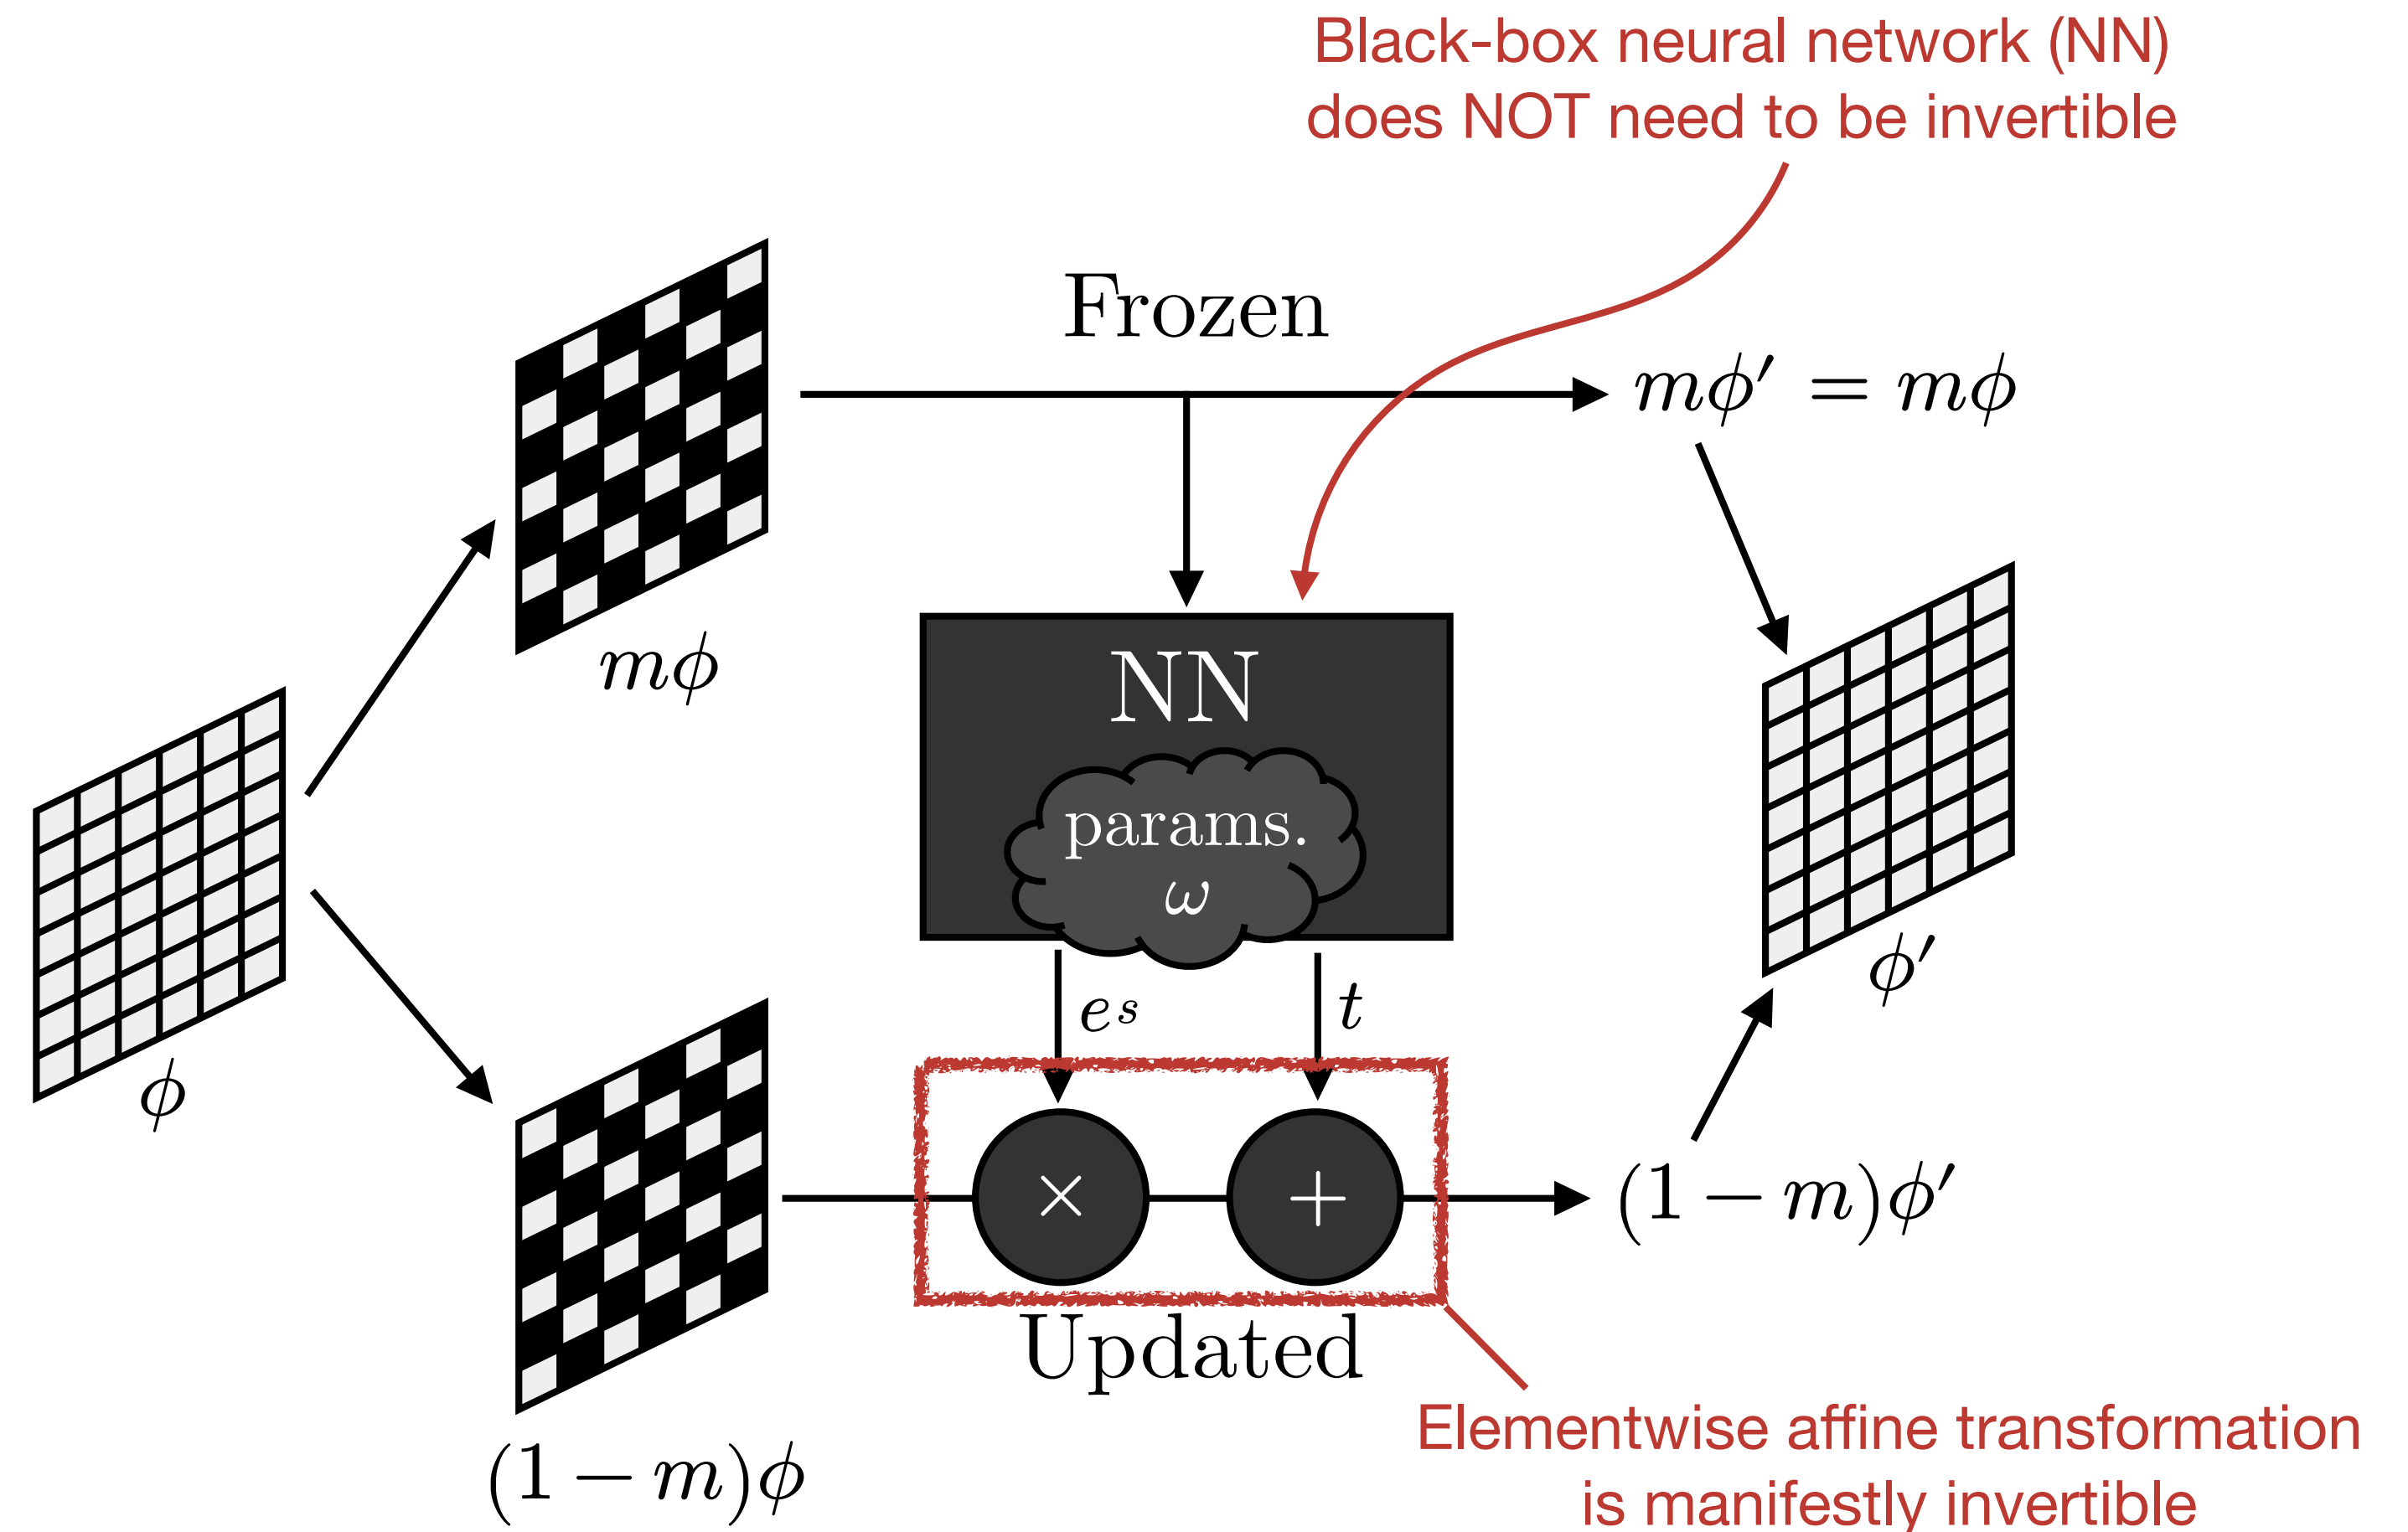 Black-box neural network (NN)
does NOT need to be invertible
Frozen
mϕ′ = mϕ
mϕ
NN
params.
ω
ϕ′
e^s
t
ϕ
× +
(1 − m)ϕ′
Updated
Elementwise affine transformation
is manifestly invertible
(1 − m)ϕ